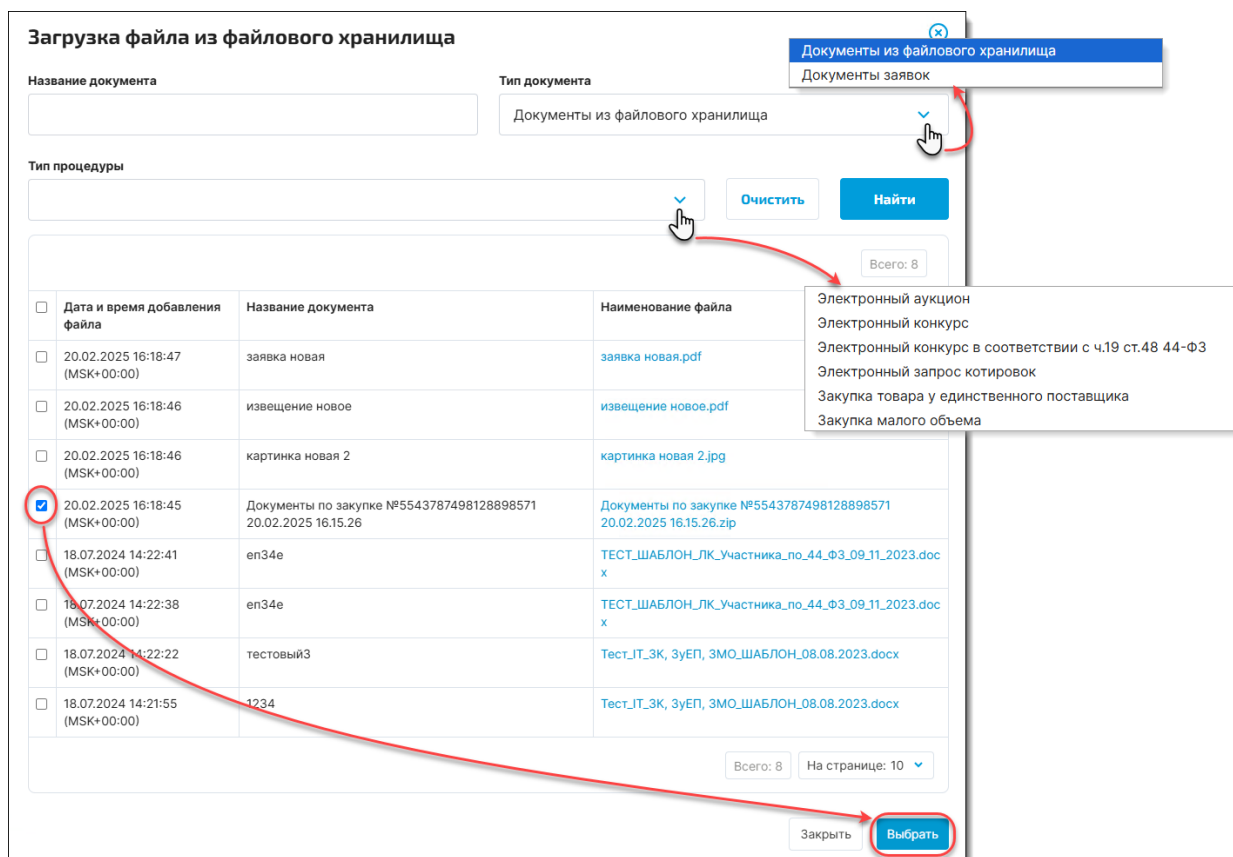 Загрузка файла из файлового хранилища
Документы из файлового хранилища
Документы заявок
Название документа
Тип документа
Документы из файлового хранилища
Тип процедуры
Очистить
Найти
Всего: 8
Электронный аукцион
Электронный конкурс
Электронный конкурс в соответствии с ч.19 ст.48 44-ФЗ
Электронный запрос котировок
Закупка товара у единственного поставщика
Закупка малого объема
Дата и время добавления
файла
Название документа
Наименование файла
20.02.2025 16:18:47
(MSK+00:00)
заявка новая
заявка новая.pdf
20.02.2025 16:18:46
(MSK+00:00)
извещение новое
извещение новое.pdf
20.02.2025 16:18:46
(MSK+00:00)
картинка новая 2
картинка новая 2.jpg
20.02.2025 16:18:45
(MSK+00:00)
Документы по закупке №5543787498128898571
20.02.2025 16.15.26
Документы по закупке №5543787498128898571
20.02.2025 16.15.26.zip
18.07.2024 14:22:41
(MSK+00:00)
еп34е
ТЕСТ_ШАБЛОН_ЛК_Участника_по_44_ФЗ_09_11_2023.doc
x
18.07.2024 14:22:38
(MSK+00:00)
еп34е
ТЕСТ_ШАБЛОН_ЛК_Участника_по_44_ФЗ_09_11_2023.doc
x
18.07.2024 14:22:22
(MSK+00:00)
тестовый3
Тест_IT_ЗК, ЗуЕП, ЗМО_ШАБЛОН_08.08.2023.docx
18.07.2024 14:21:55
(MSK+00:00)
1234
Тест_IT_ЗК, ЗуЕП, ЗМО_ШАБЛОН_08.08.2023.docx
Всего: 8
На странице: 10
Закрыть
Выбрать